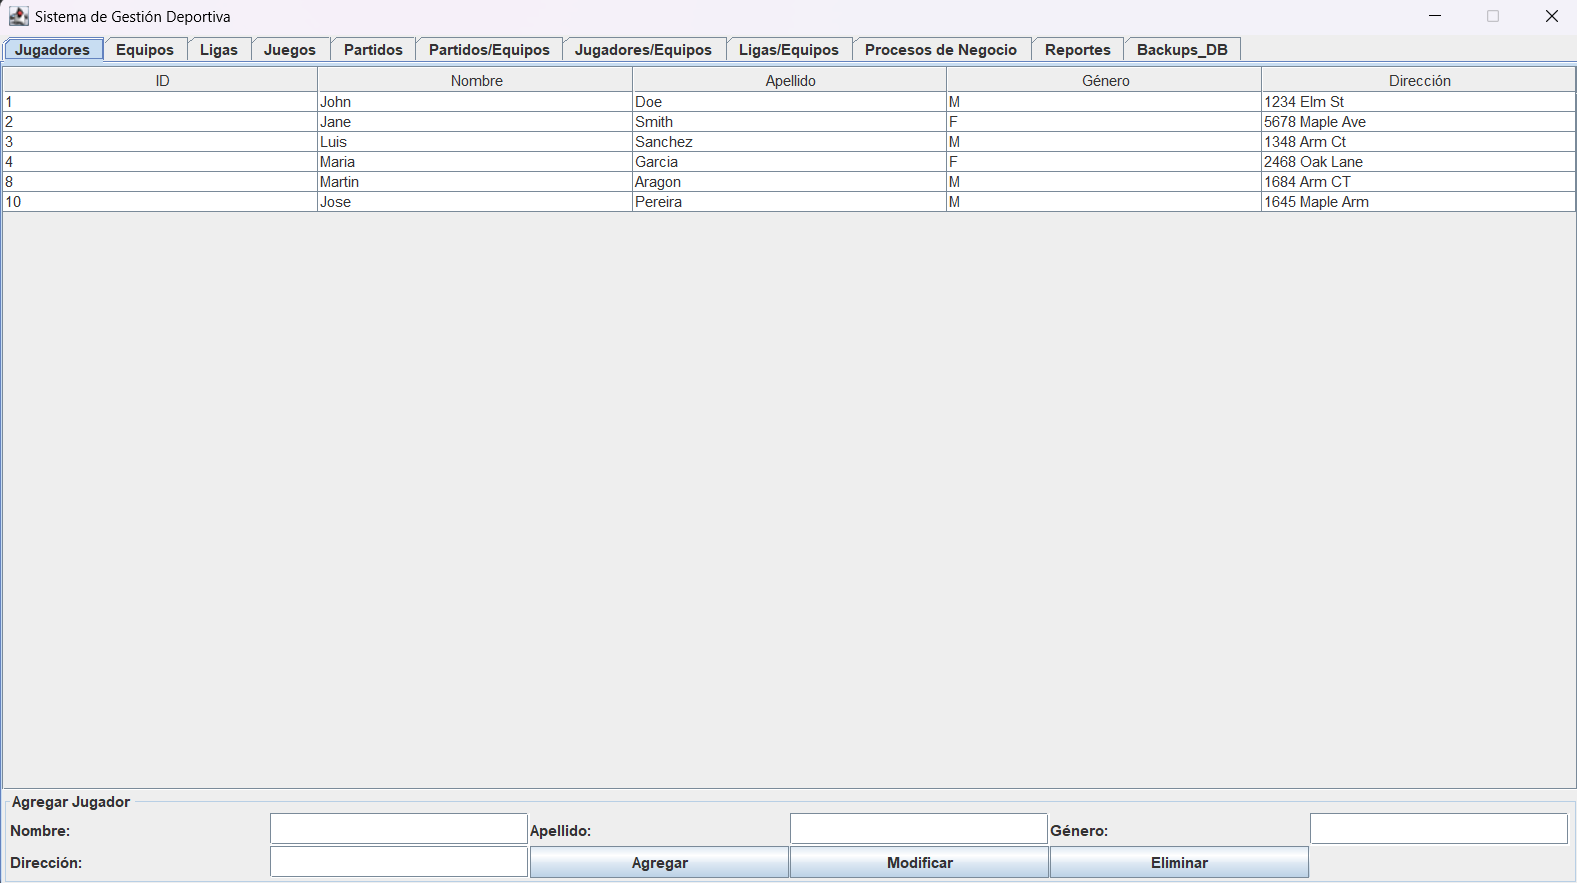 Sistema de Gestión Deportiva
Jugadores Equipos Ligas Juegos Partidos Partidos/Equipos Jugadores/Equipos Ligas/Equipos Procesos de Negocio Reportes Backups_DB
ID Nombre Apellido Género Dirección
1 John Doe M 1234 Elm St
2 Jane Smith F 5678 Maple Ave
3 Luis Sanchez M 1348 Arm Ct
4 Maria Garcia F 2468 Oak Lane
8 Martin Aragon M 1684 Arm CT
10 Jose Pereira M 1645 Maple Arm
Agregar Jugador
Nombre: Apellido: Género:
Dirección: Agregar Modificar Eliminar